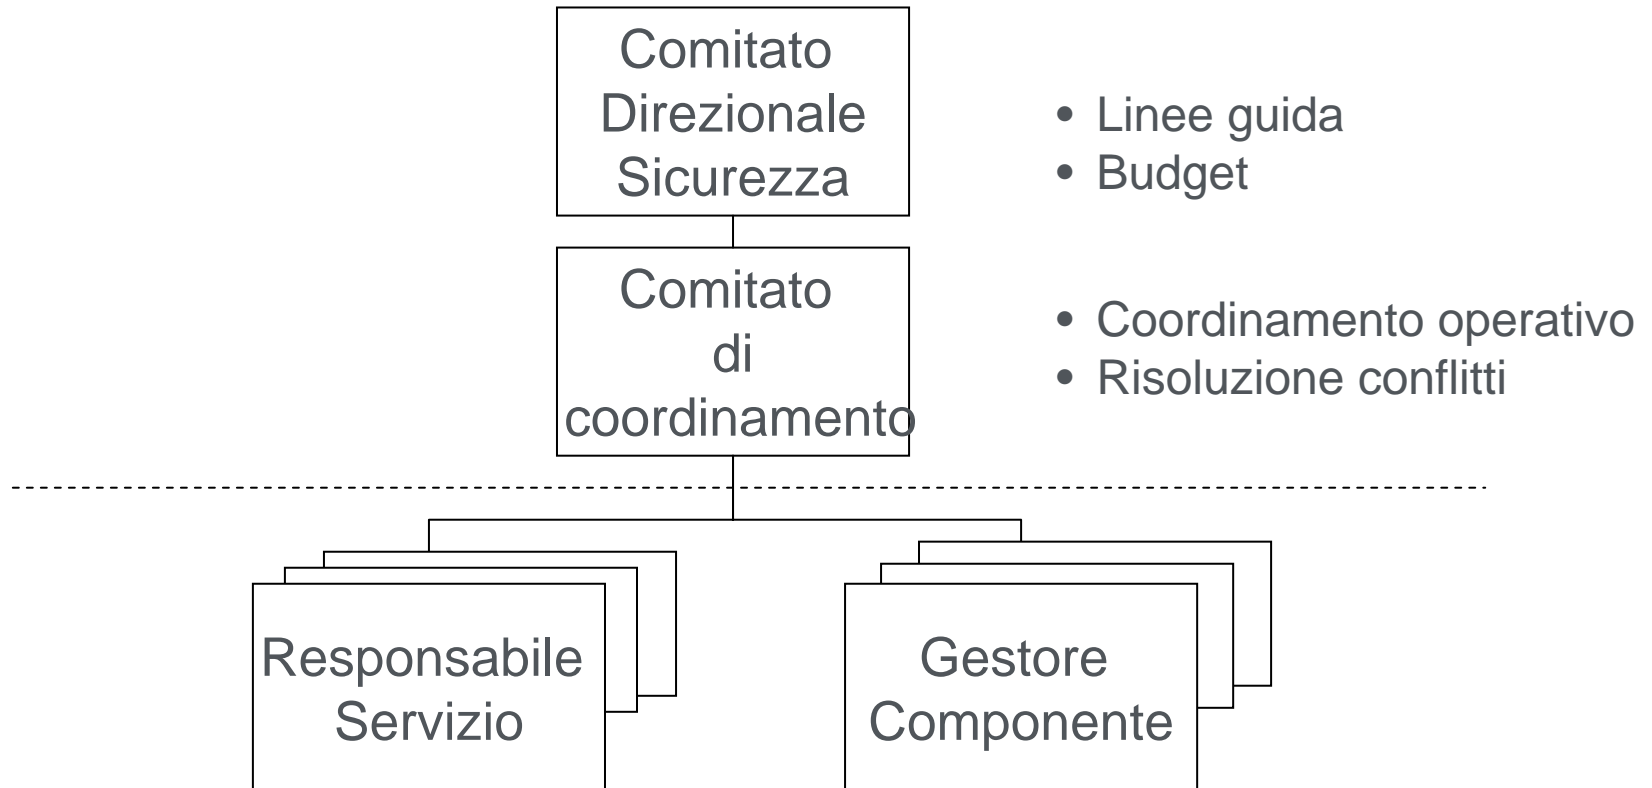 Comitato
Direzionale
Sicurezza
• Linee guida
• Budget
Comitato
di
coordinamento
• Coordinamento operativo
• Risoluzione conflitti
Responsabile
Servizio
Gestore
Componente